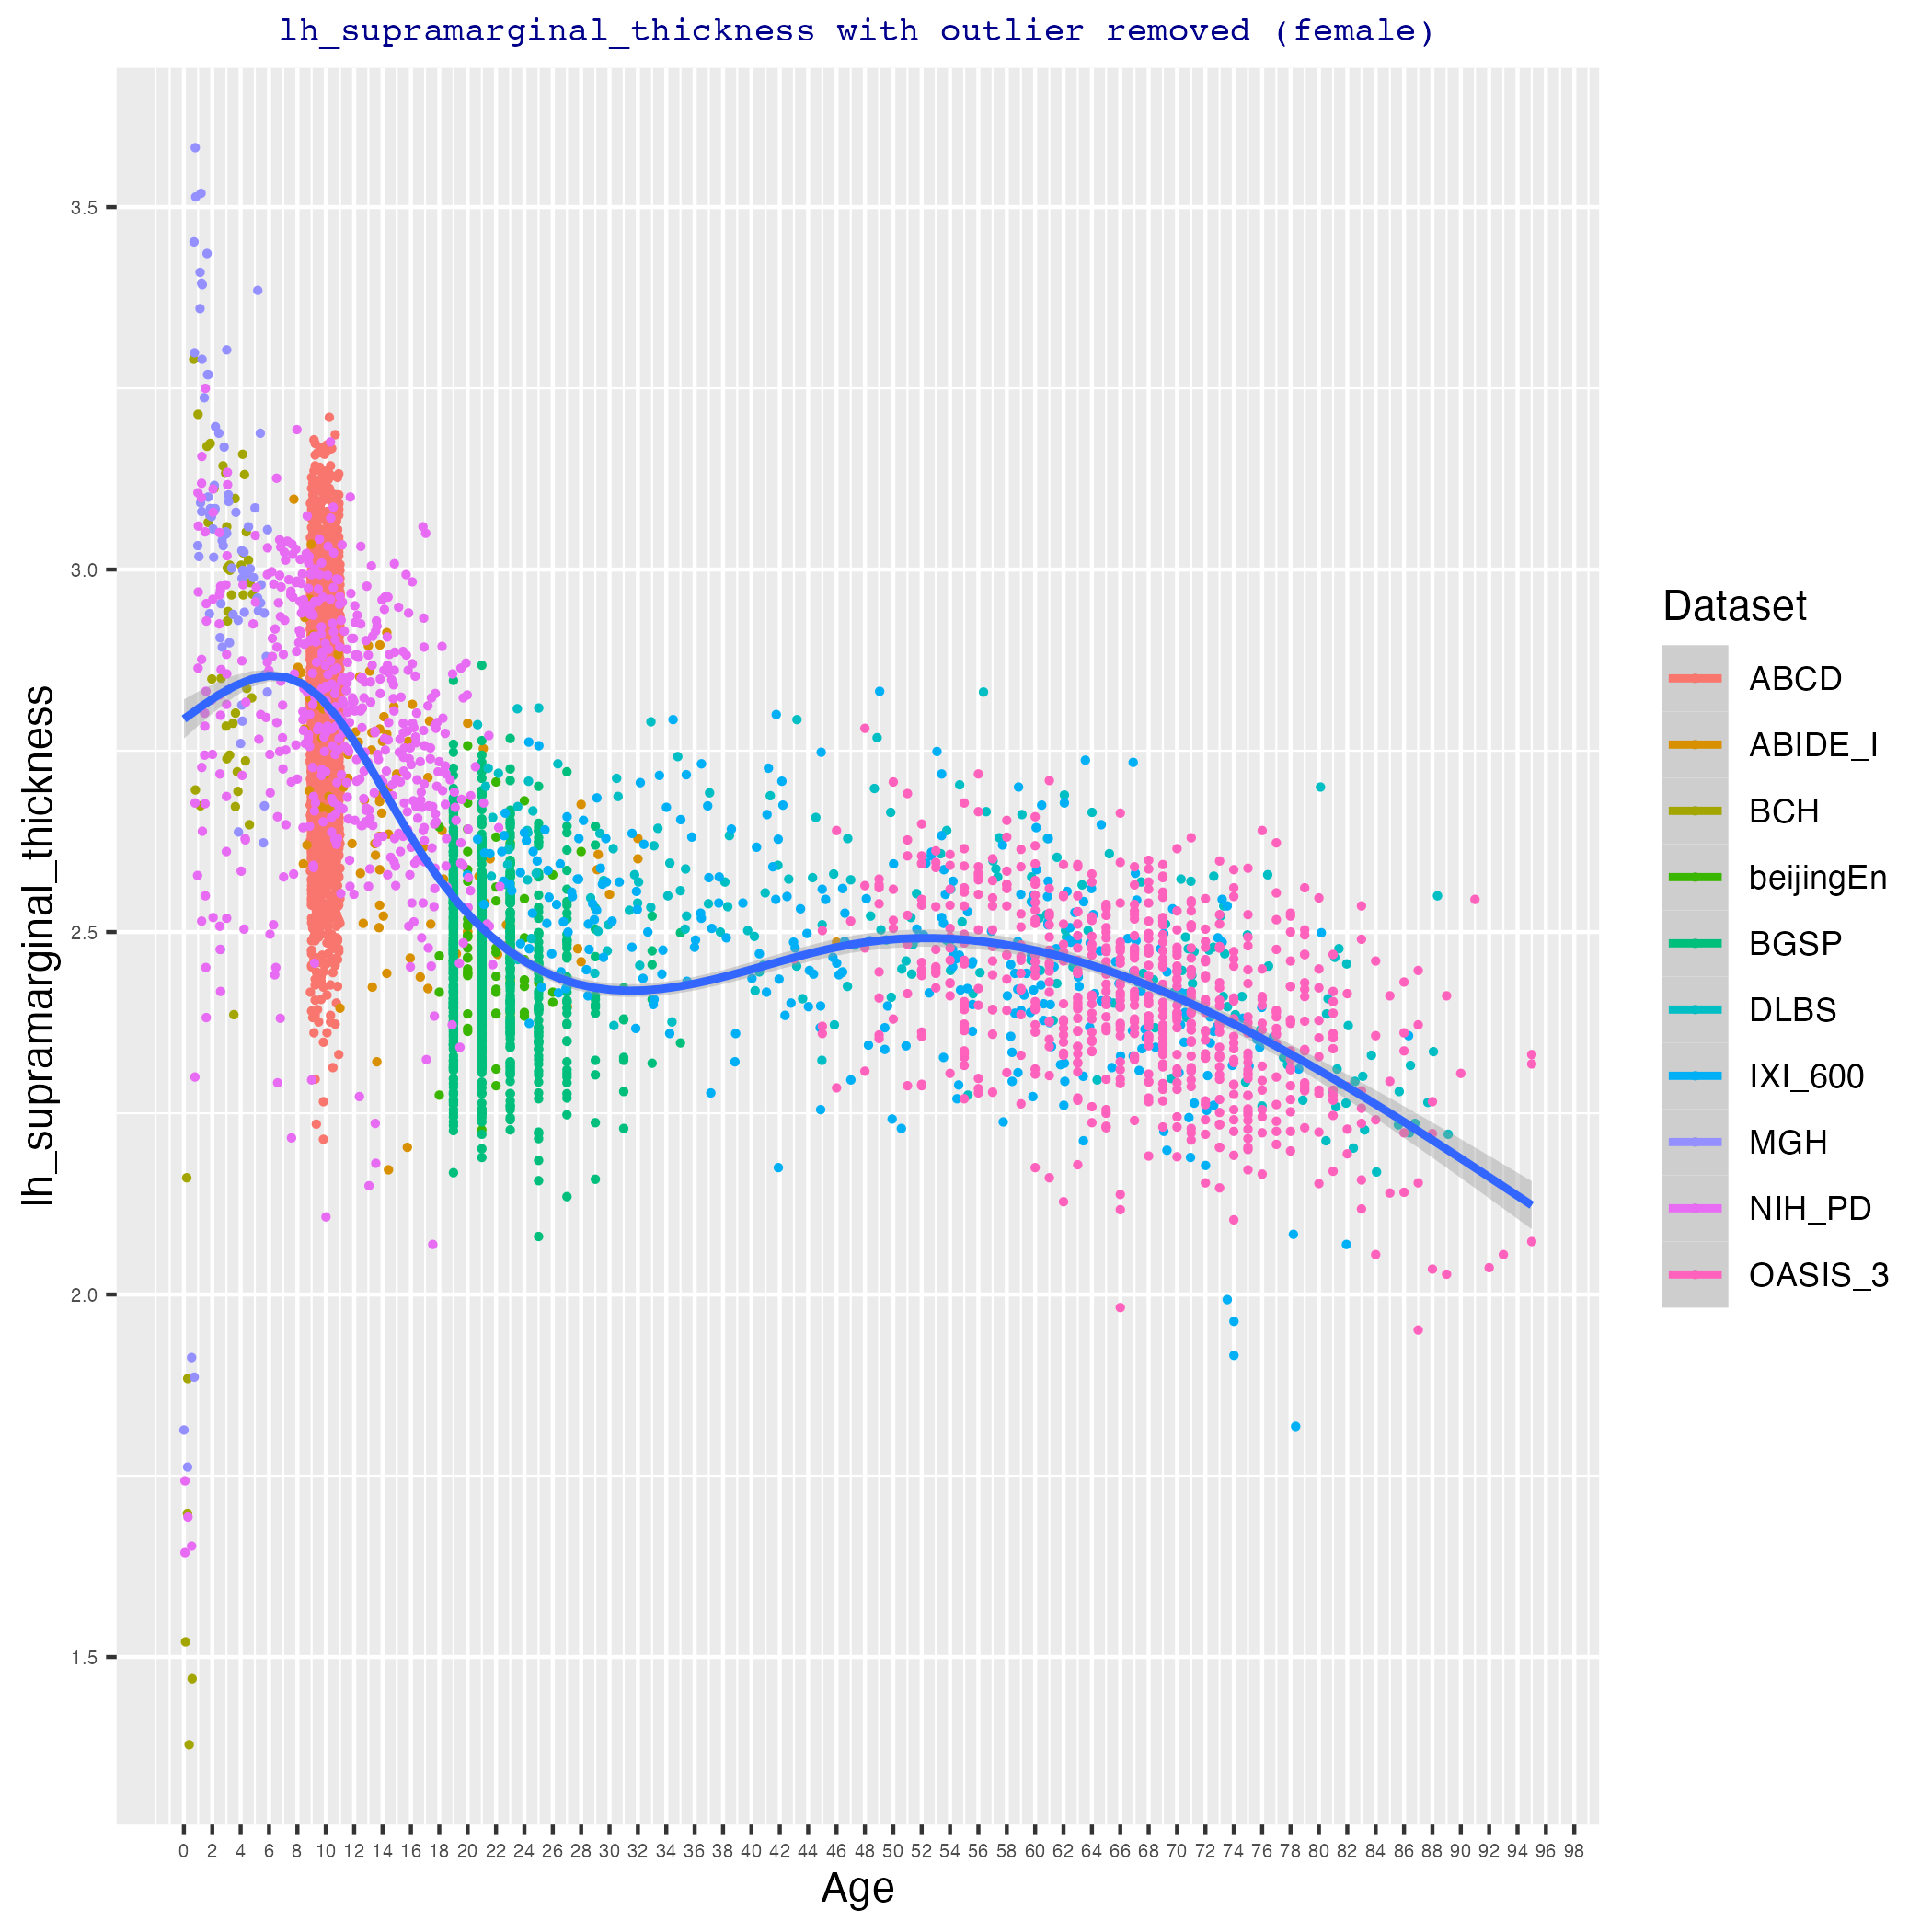 lh_supramarginal_thickness with outlier removed (female)
lh_supramarginal_thickness
3.5
3.0
2.5
2.0
1.5
0 2 4 6 8 10 12 14 16 18 20 22 24 26 28 30 32 34 36 38 40 42 44 46 48 50 52 54 56 58 60 62 64 66 68 70 72 74 76 78 80 82 84 86 88 90 92 94 96 98
Age
Dataset
ABCD
ABIDE_I
BCH
beijingEn
BGSP
DLBS
IXI_600
MGH
NIH_PD
OASIS_3